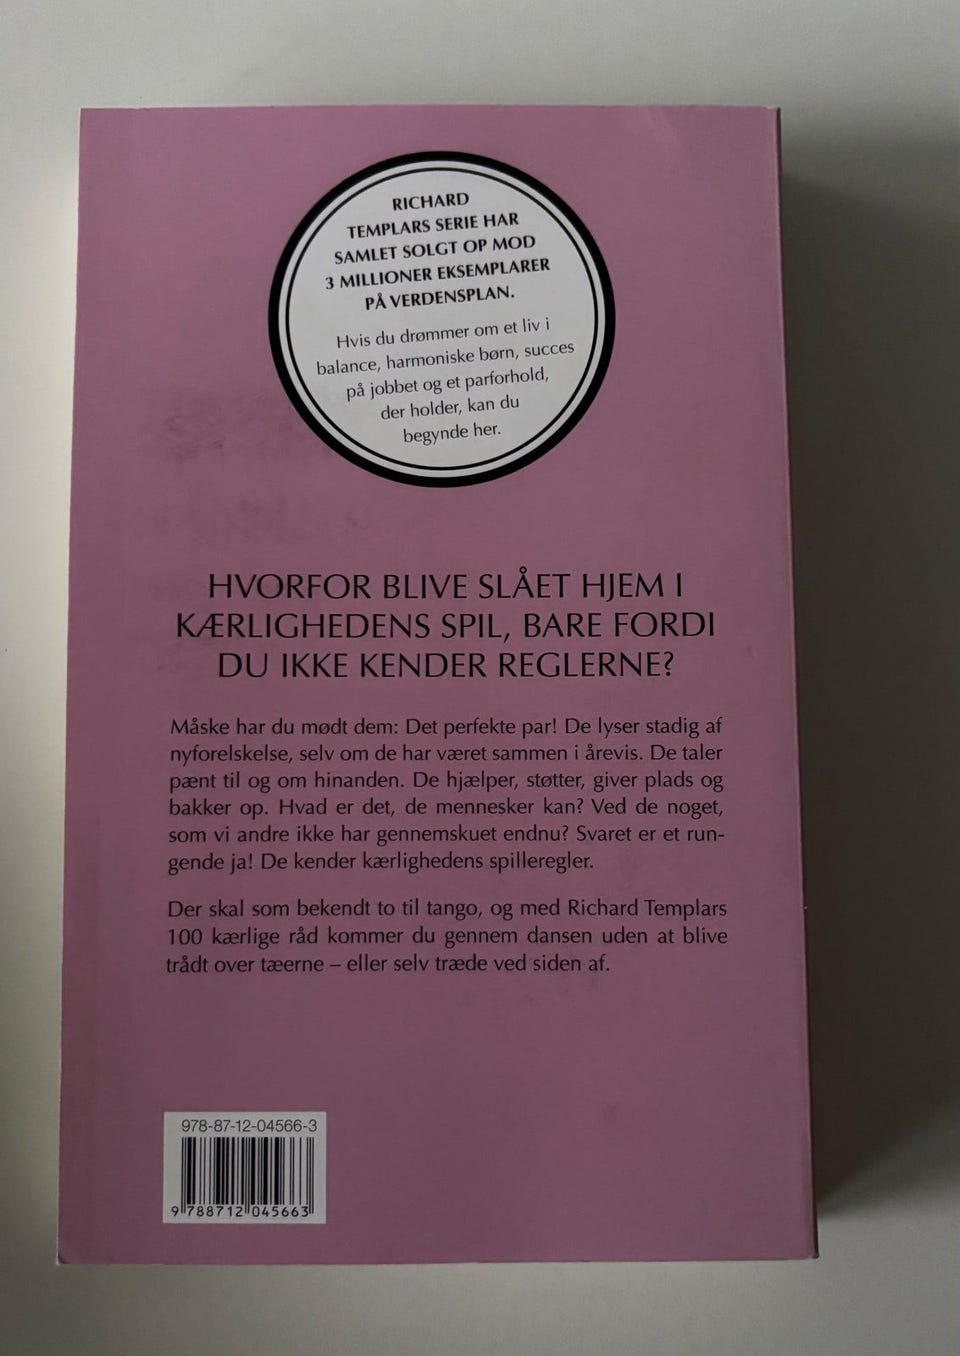 RICHARD
TEMPLARS SERIE HAR
SAMLET SOLGT OP MOD
3 MILLIONER EKSEMPLARER
PÅ VERDENSPLAN.
Hvis du drømmer om et liv i
balance, harmoniske børn, succes
på jobbet og et parforhold,
der holder, kan du
begynde her.
HVORFOR BLIVE SLÅET HJEM I
KÆRLIGHEDENS SPIL, BARE FORDI
DU IKKE KENDER REGLERNE?
Måske har du mødt dem: Det perfekte par! De lyser stadig af
nyforelskelse, selv om de har været sammen i årevis. De taler
pænt til og om hinanden. De hjælper, støtter, giver plads og
bakker op. Hvad er det, de mennesker kan? Ved de noget,
som vi andre ikke har gennemskuet endnu? Svaret er et run-
gende ja! De kender kærlighedens spilleregler.
Der skal som bekendt to til tango, og med Richard Templars
100 kærlige råd kommer du gennem dansen uden at blive
trådt over tæerne – eller selv træde ved siden af.
978-87-12-04566-3
9 788712 045663